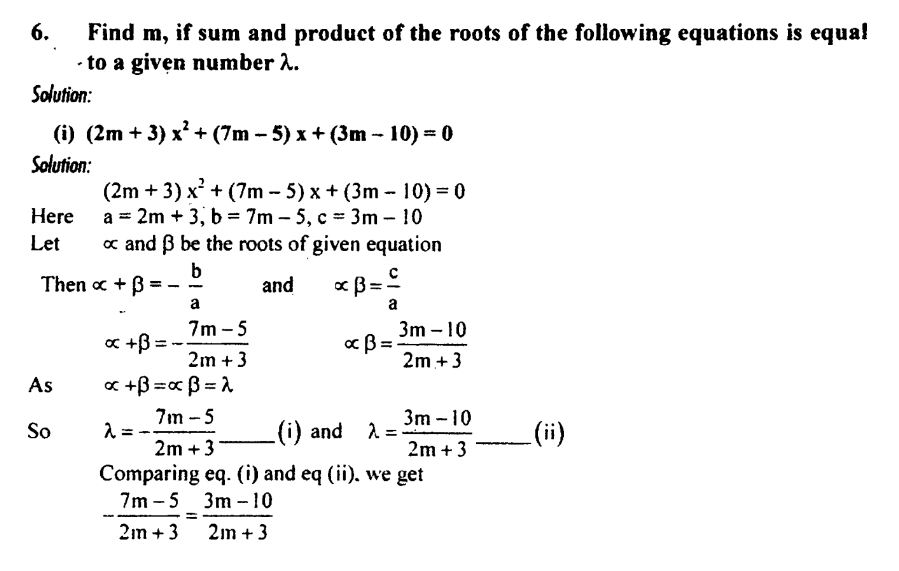 6. Find m, if sum and product of the roots of the following equations is equal
to a given number λ.
Solution:
(i) (2m + 3) x² + (7m – 5) x + (3m – 10) = 0
Solution:
(2m + 3) x² + (7m – 5) x + (3m – 10) = 0
Here a = 2m + 3, b = 7m – 5, c = 3m – 10
Let ∝ and β be the roots of given equation
Then ∝ + β = – b/a and ∝ β = c/a
∝ +β = – (7m – 5)/(2m + 3) ∝ β = (3m – 10)/(2m + 3)
As ∝ +β =∝ β = λ
So λ = – (7m – 5)/(2m + 3) ____(i) and λ = (3m – 10)/(2m + 3) ____(ii)
Comparing eq. (i) and eq (ii). we get
– (7m – 5)/(2m + 3) = (3m – 10)/(2m + 3)